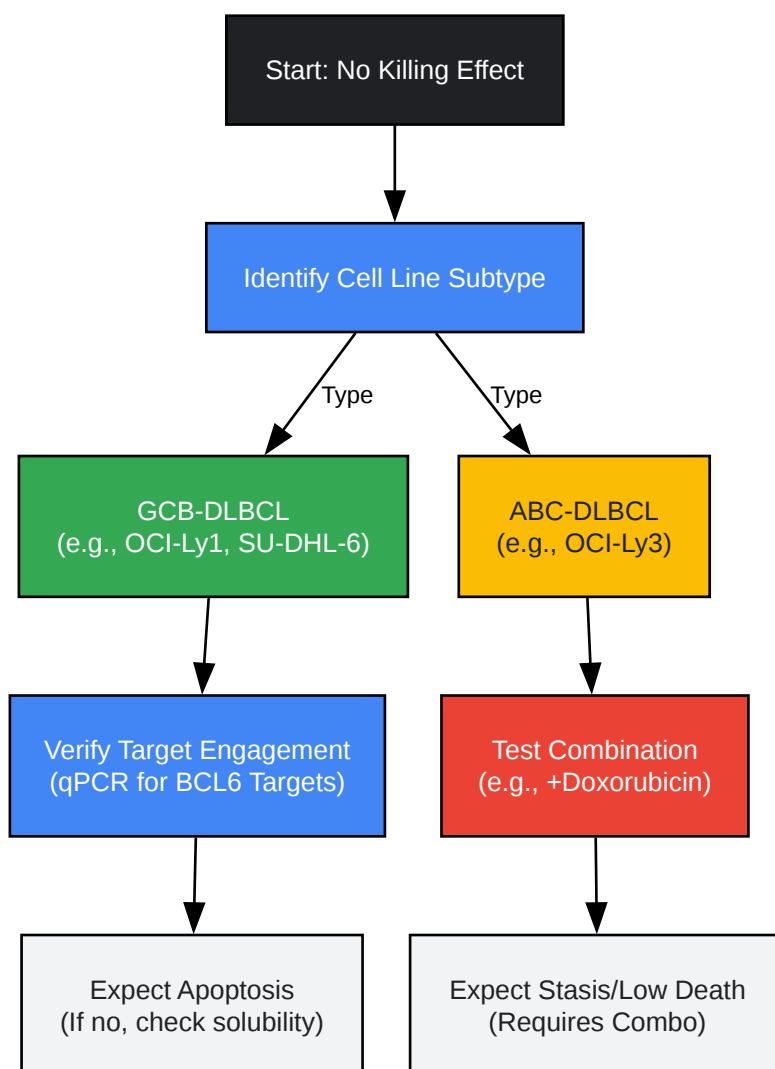 Start: No Killing Effect
Identify Cell Line Subtype
Type
Type
GCB-DLBCL
(e.g., OCI-Ly1, SU-DHL-6)
ABC-DLBCL
(e.g., OCI-Ly3)
Verify Target Engagement
(qPCR for BCL6 Targets)
Test Combination
(e.g., +Doxorubicin)
Expect Apoptosis
(If no, check solubility)
Expect Stasis/Low Death
(Requires Combo)